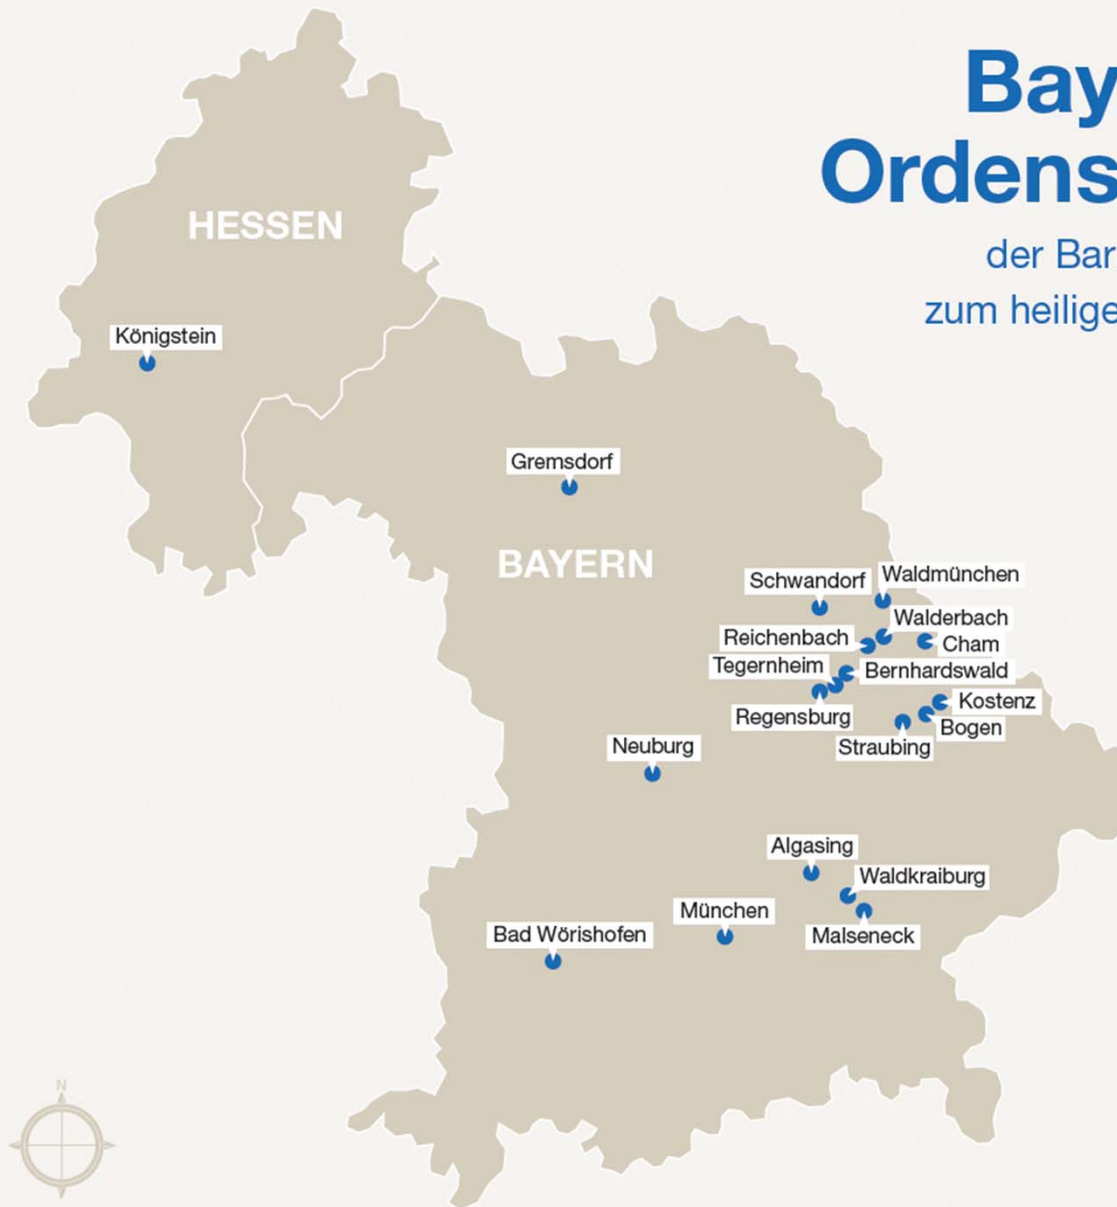 Bay
Ordens
der Bar
zum heilige
HESSEN
Königstein
Gremsdorf
BAYERN
Schwandorf
Waldmünchen
Walderbach
Reichenbach
Cham
Tegernheim
Bernhardswald
Kostenz
Regensburg
Bogen
Straubing
Neuburg
Algasing
Waldkraiburg
München
Malseneck
Bad Wörishofen
N